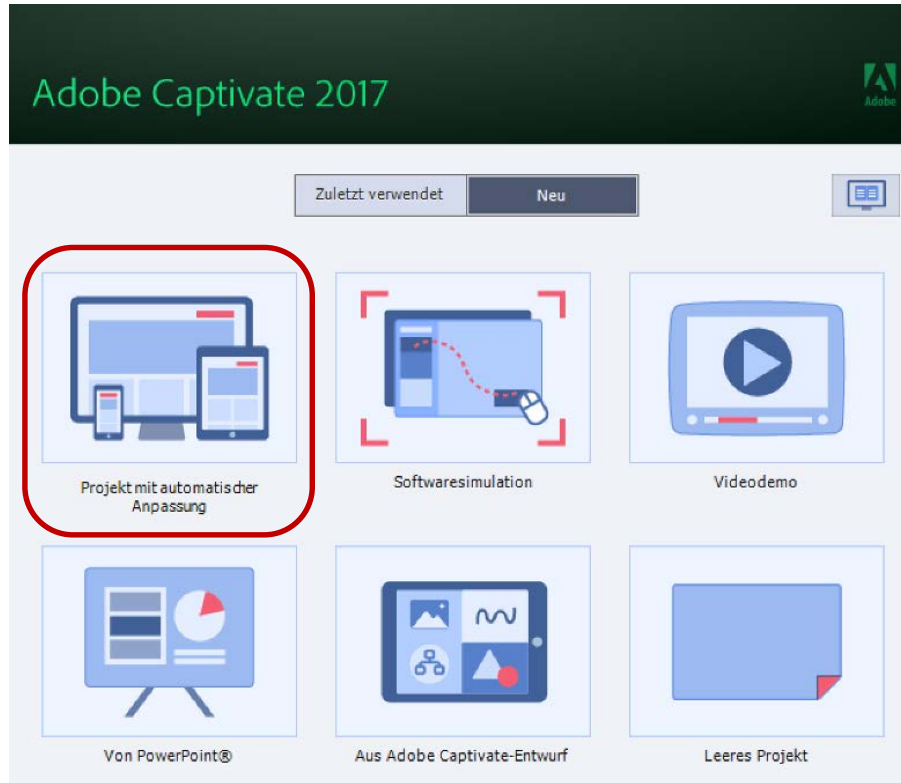 Adobe Captivate 2017
Adobe
Zuletzt verwendet
Neu
Projekt mit automatischer
Anpassung
Softwaresimulation
Videodemo
Von PowerPoint®
Aus Adobe Captivate-Entwurf
Leeres Projekt